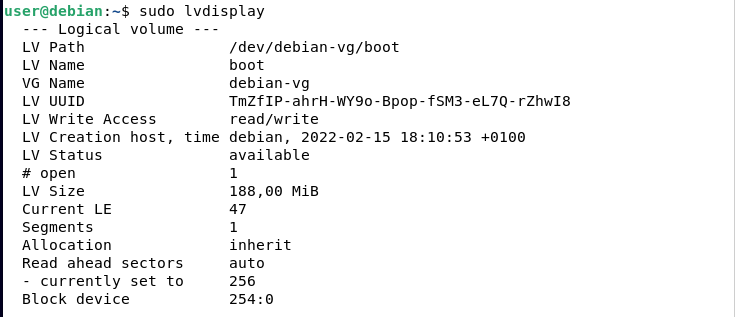 user@debian:~$ sudo lvdisplay
--- Logical volume ---
LV Path /dev/debian-vg/boot
LV Name boot
VG Name debian-vg
LV UUID TmZfIP-ahrH-WY9o-Bpop-fSM3-eL7Q-rZhwI8
LV Write Access read/write
LV Creation host, time debian, 2022-02-15 18:10:53 +0100
LV Status available
# open 1
LV Size 188,00 MiB
Current LE 47
Segments 1
Allocation inherit
Read ahead sectors auto
- currently set to 256
Block device 254:0